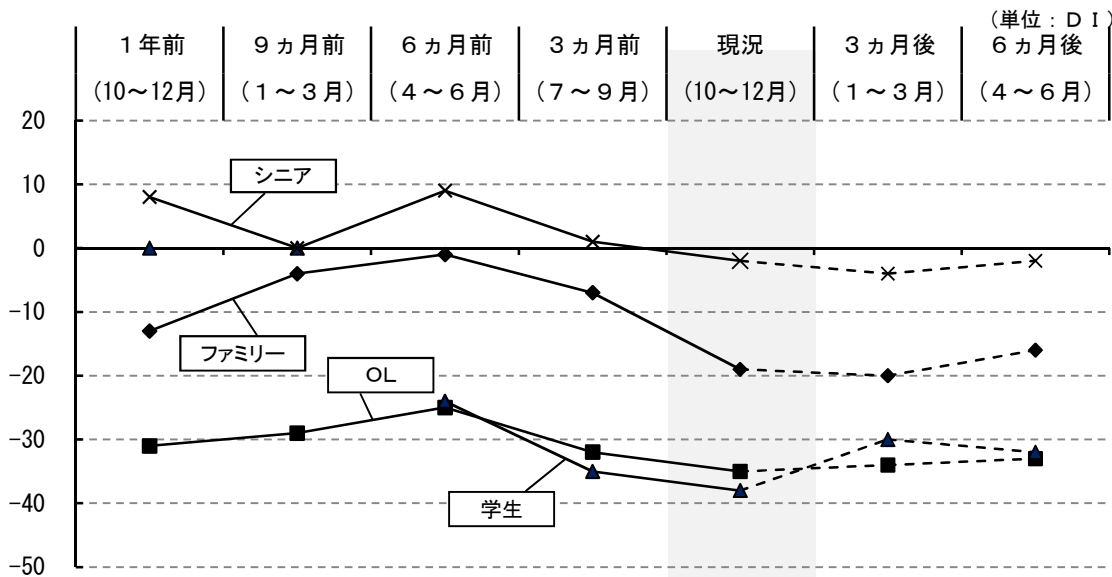 (単位：ＤＩ)
１年前 ９ヵ月前 ６ヵ月前 ３ヵ月前 現況 ３ヵ月後 ６ヵ月後
(10～12月) (１～３月) (４～６月) (７～９月) (10～12月) (１～３月) (４～６月)
20
10
0
-10
-20
-30
-40
-50
シニア
ファミリー
OL
学生